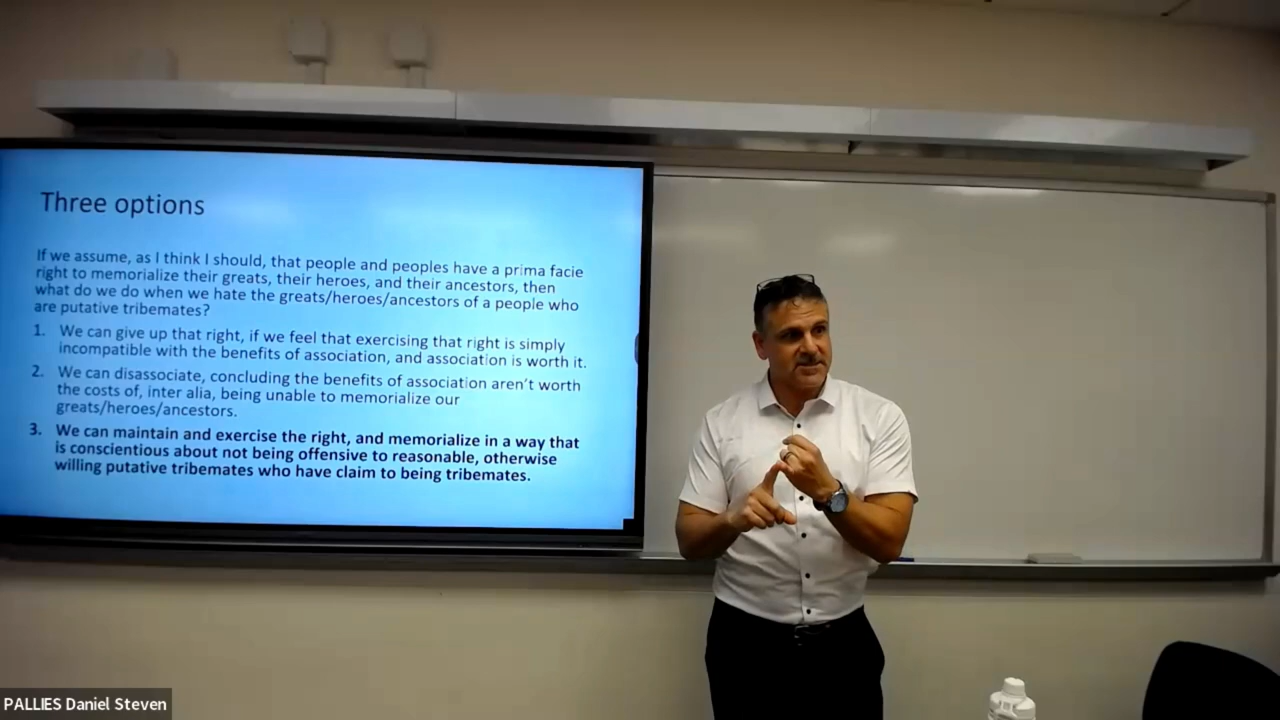 Three options
If we assume, as I think I should, that people and peoples have a prima facie
right to memorialize their greats, their heroes, and their ancestors, then
what do we do when we hate the greats/heroes/ancestors of a people who
are putative tribemates?
1. We can give up that right, if we feel that exercising that right is simply
incompatible with the benefits of association, and association is worth it.
2. We can disassociate, concluding the benefits of association aren't worth
the costs of, inter alia, being unable to memorialize our
greats/heroes/ancestors.
3. We can maintain and exercise the right, and memorialize in a way that
is conscientious about not being offensive to reasonable, otherwise
willing putative tribemates who have claim to being tribemates.
PALLIES Daniel Steven